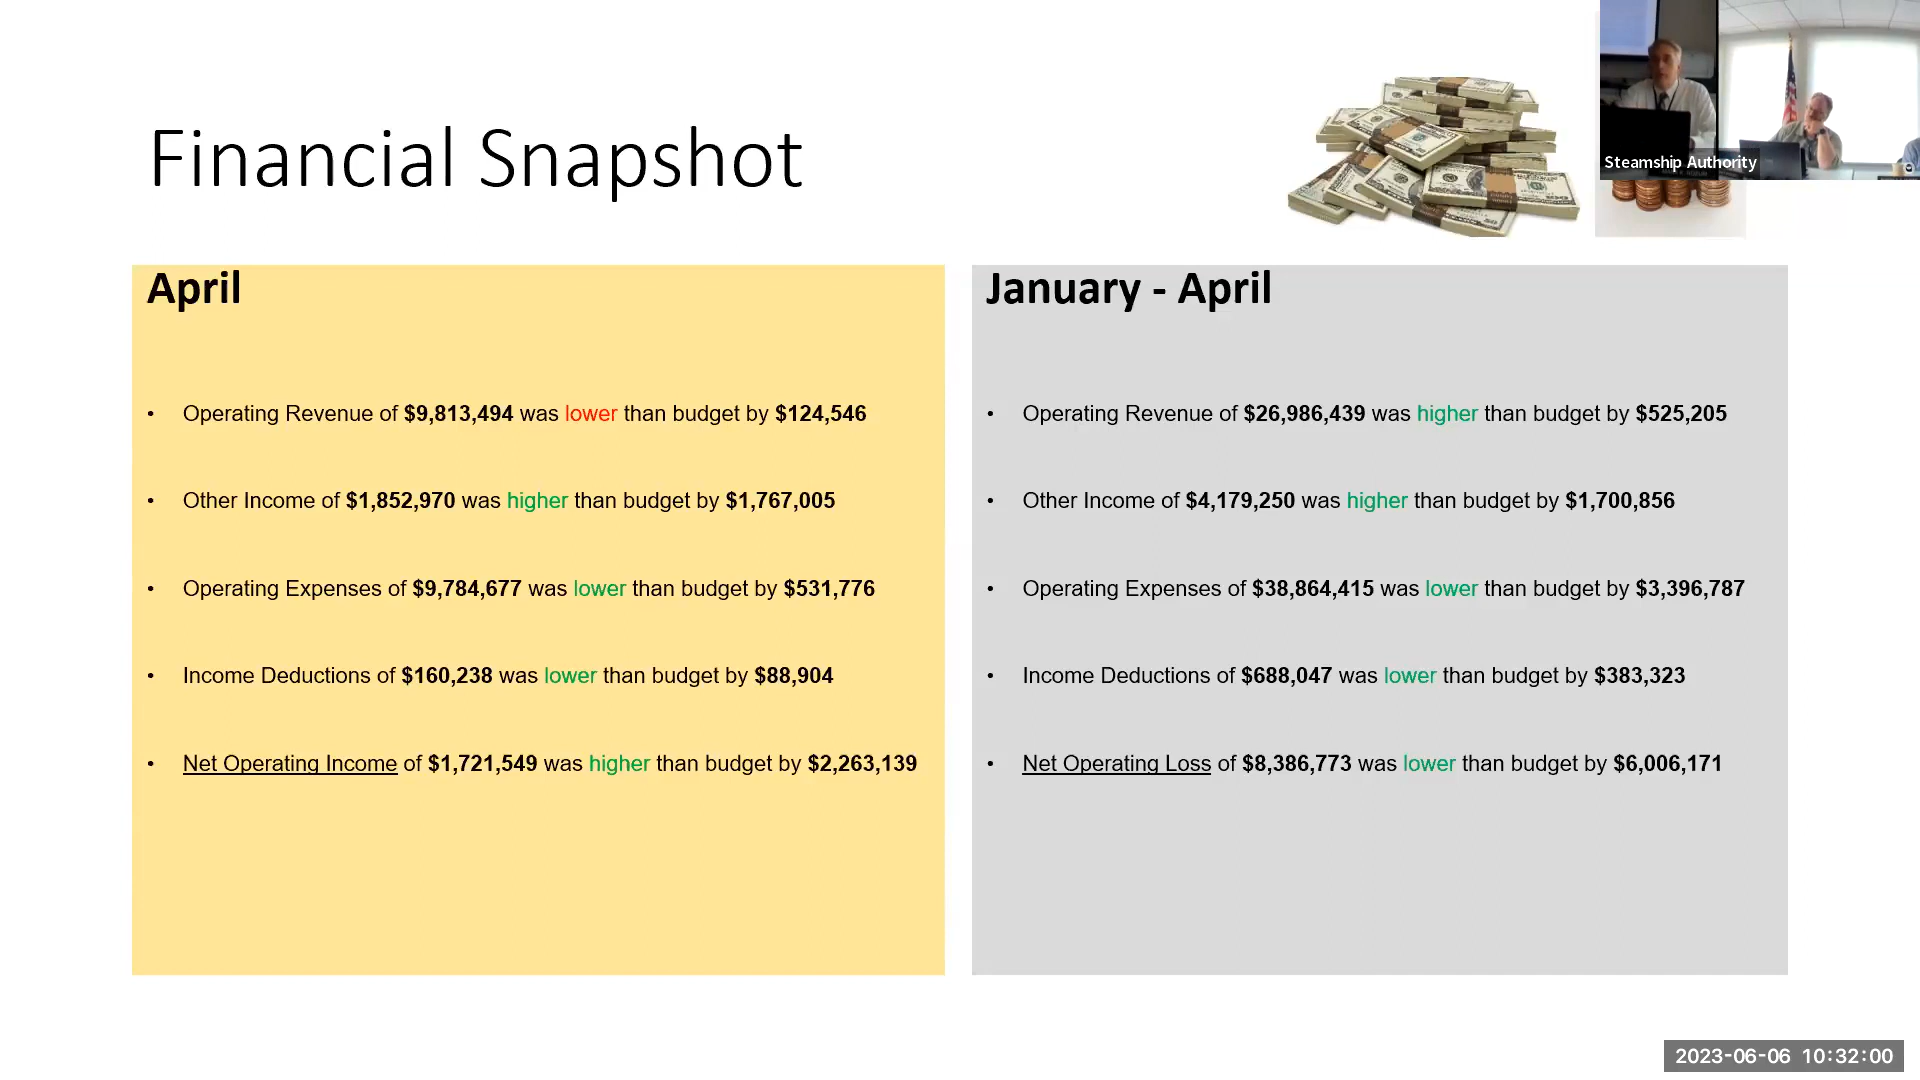 Steamship Authority
Financial Snapshot
April
• Operating Revenue of $9,813,494 was lower than budget by $124,546
• Other Income of $1,852,970 was higher than budget by $1,767,005
• Operating Expenses of $9,784,677 was lower than budget by $531,776
• Income Deductions of $160,238 was lower than budget by $88,904
• Net Operating Income of $1,721,549 was higher than budget by $2,263,139
January - April
• Operating Revenue of $26,986,439 was higher than budget by $525,205
• Other Income of $4,179,250 was higher than budget by $1,700,856
• Operating Expenses of $38,864,415 was lower than budget by $3,396,787
• Income Deductions of $688,047 was lower than budget by $383,323
• Net Operating Loss of $8,386,773 was lower than budget by $6,006,171
2023-06-06 10:32:00